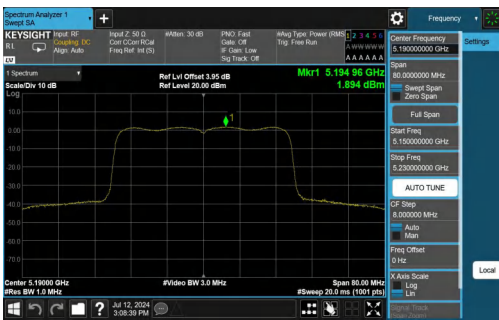 Spectrum Analyzer 1
Swept SA
Frequency
Settings
KEYSIGHT
RL
LV
Input: RF
Coupling: DC
Align: Auto
Input Z: 50 Ω
Corr CCorr RCal
Freq Ref: Int (S)
#Atten: 30 dB
PNO: Fast
Gate: Off
IF Gain: Low
Sig Track: Off
#Avg Type: Power (RMS
Trig: Free Run
1 2 3 4 5 6
A W W W W W
A A A A A A
1 Spectrum
Scale/Div 10 dB
Log
Ref Lvl Offset 3.95 dB
Ref Level 20.00 dBm
Mkr1 5.194 96 GHz
1.894 dBm
1
10.0
0.00
-10.0
-20.0
-30.0
-40.0
-50.0
-60.0
-70.0
Center 5.19000 GHz
#Res BW 1.0 MHz
#Video BW 3.0 MHz
Span 80.00 MHz
#Sweep 20.0 ms (1001 pts)
Center Frequency
5.190000000 GHz
Span
80.0000000 MHz
Swept Span
Zero Span
Full Span
Start Freq
5.150000000 GHz
Stop Freq
5.230000000 GHz
AUTO TUNE
CF Step
8.000000 MHz
Auto
Man
Freq Offset
0 Hz
X Axis Scale
Log
Lin
Signal Track
Local
?
Jul 12, 2024
3:08:39 PM